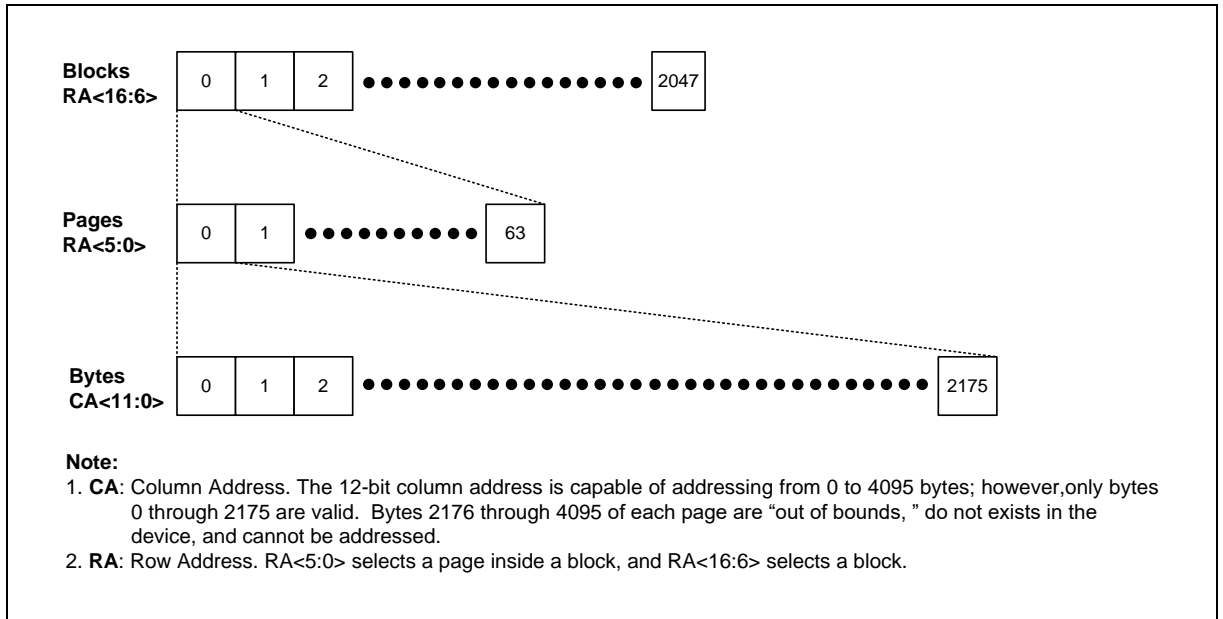 Blocks
RA<16:6>
0 1 2 2047
Pages
RA<5:0>
0 1 63
Bytes
CA<11:0>
0 1 2 2175
Note:
1. CA: Column Address. The 12-bit column address is capable of addressing from 0 to 4095 bytes; however,only bytes
0 through 2175 are valid. Bytes 2176 through 4095 of each page are “out of bounds, ” do not exists in the
device, and cannot be addressed.
2. RA: Row Address. RA<5:0> selects a page inside a block, and RA<16:6> selects a block.